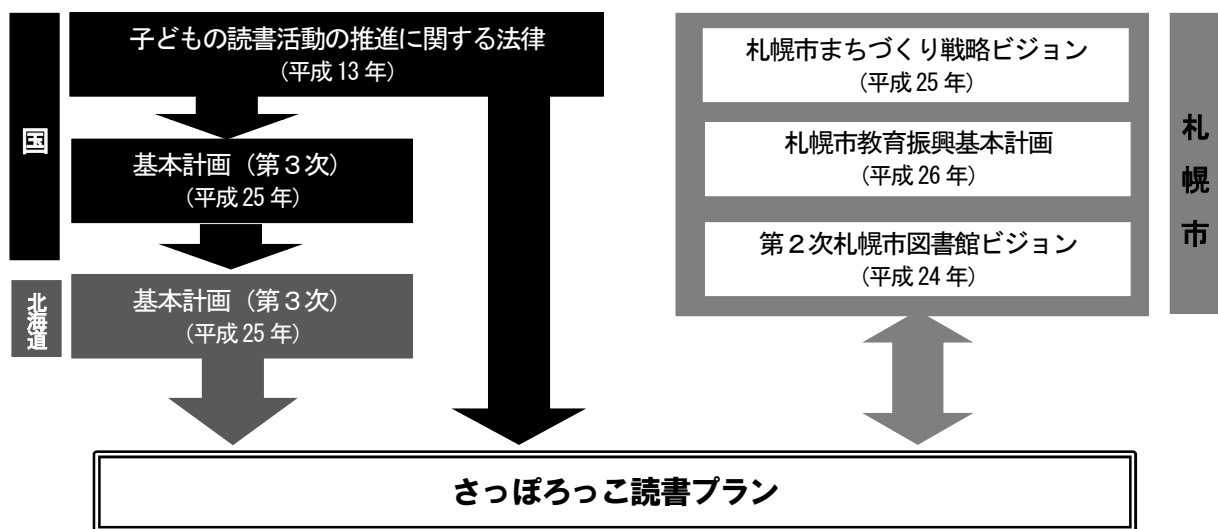 国
子どもの読書活動の推進に関する法律
(平成13年)
基本計画(第3次)
(平成25年)
北海道
基本計画(第3次)
(平成25年)
札幌市まちづくり戦略ビジョン
(平成25年)
札幌市教育振興基本計画
(平成26年)
第2次札幌市図書館ビジョン
(平成24年)
札幌市
さっぽろっこ読書プラン